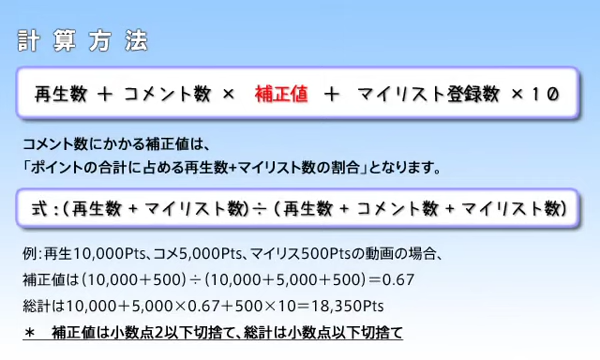 計算方法
再生数 + コメント数 × 補正値 + マイリスト登録数 ×10
コメント数にかかる補正値は、
「ポイントの合計に占める再生数+マイリスト数の割合」となります。
式:(再生数 + マイリスト数)÷(再生数 + コメント数 + マイリスト数)
例:再生10,000Pts、コメ5,000Pts、マイリス500Ptsの動画の場合、
補正値は(10,000+500)÷(10,000+5,000+500)=0.67
総計は10,000+5,000×0.67+500×10=18,350Pts
* 補正値は小数点2以下切捨て、総計は小数点以下切捨て